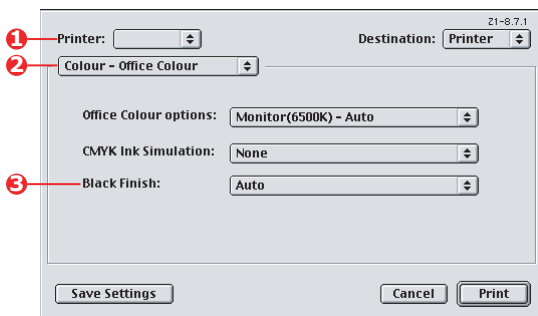 Z1-8.7.1
1 Printer: Destination: Printer
2 Colour - Office Colour
Office Colour options: Monitor(6500K) - Auto
CMYK Ink Simulation: None
3 Black Finish: Auto
Save Settings Cancel Print